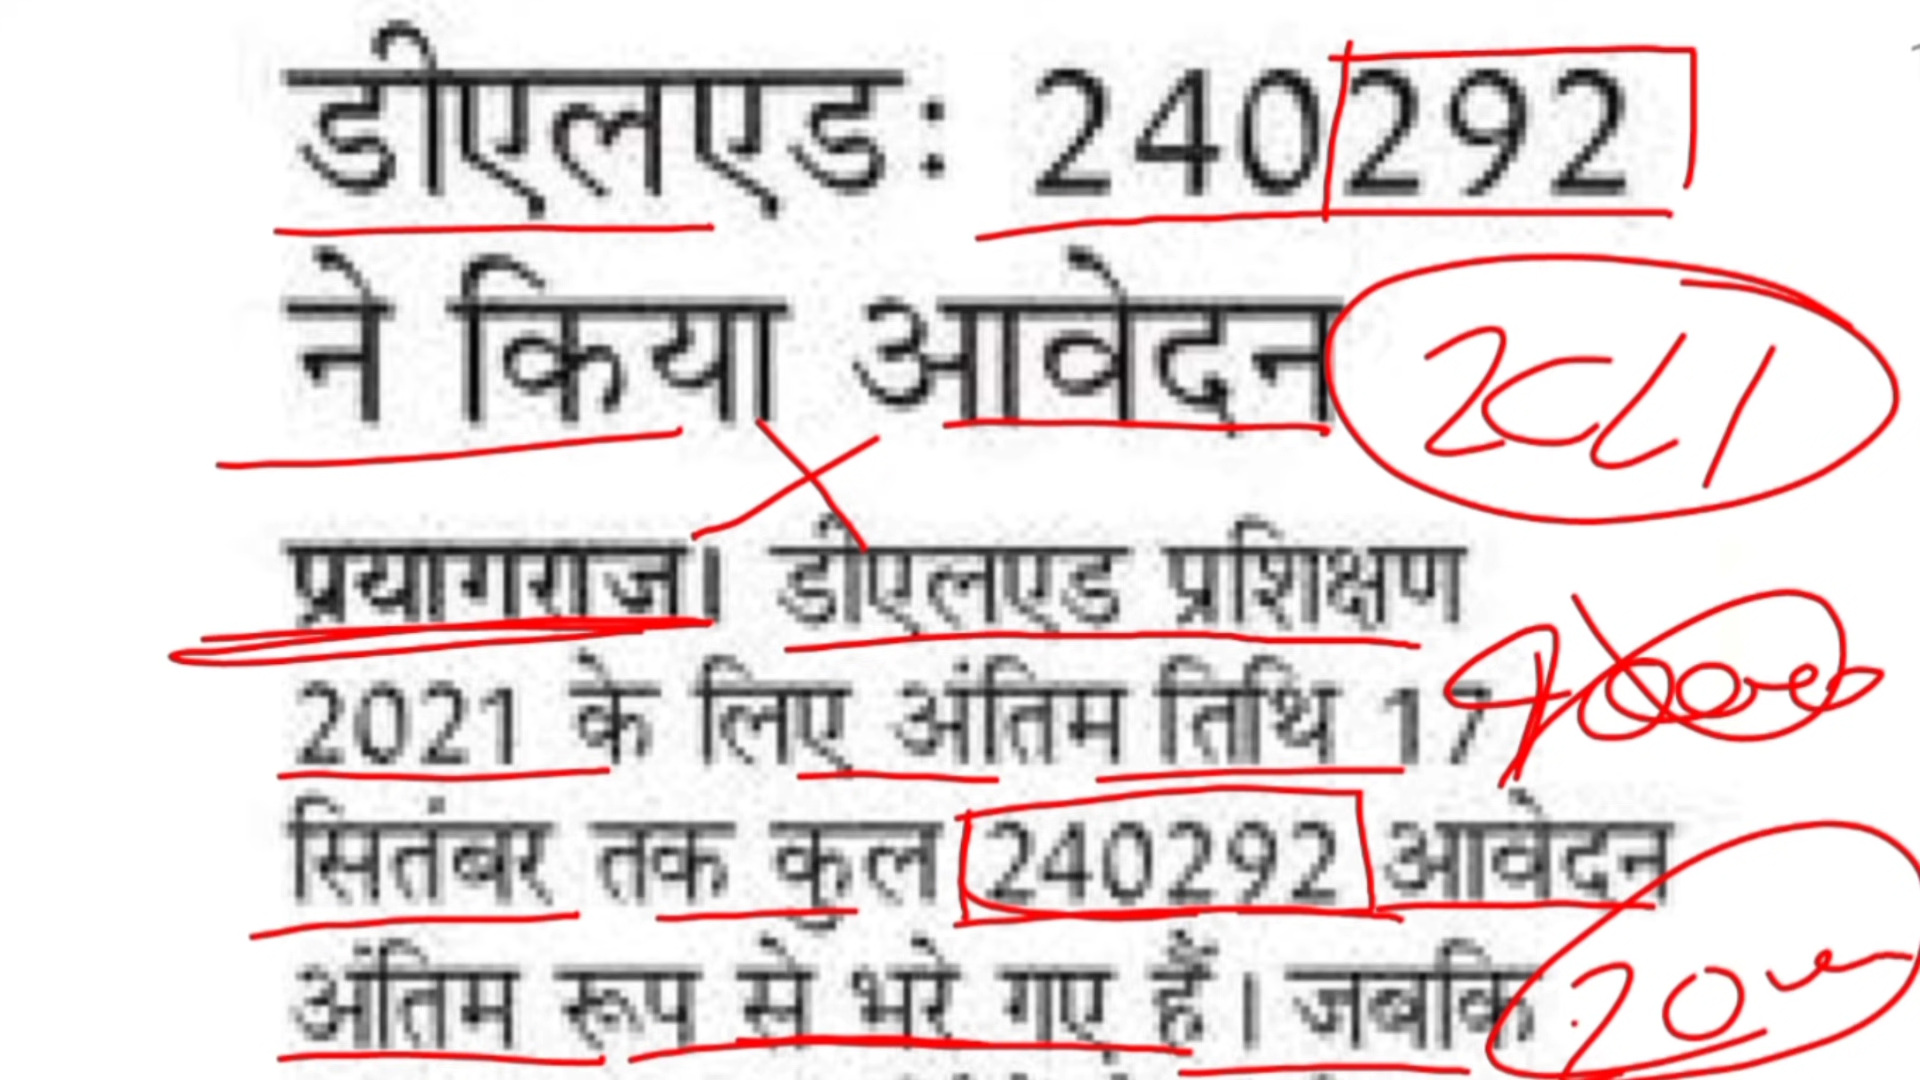 डीएलएड: 240292
ने किया आवेदन
प्रयागराज। डीएलएड प्रशिक्षण
2021 के लिए अंतिम तिथि 17
सितंबर तक कुल 240292 आवेदन
अंतिम रूप से भरे गए हैं। जबकि